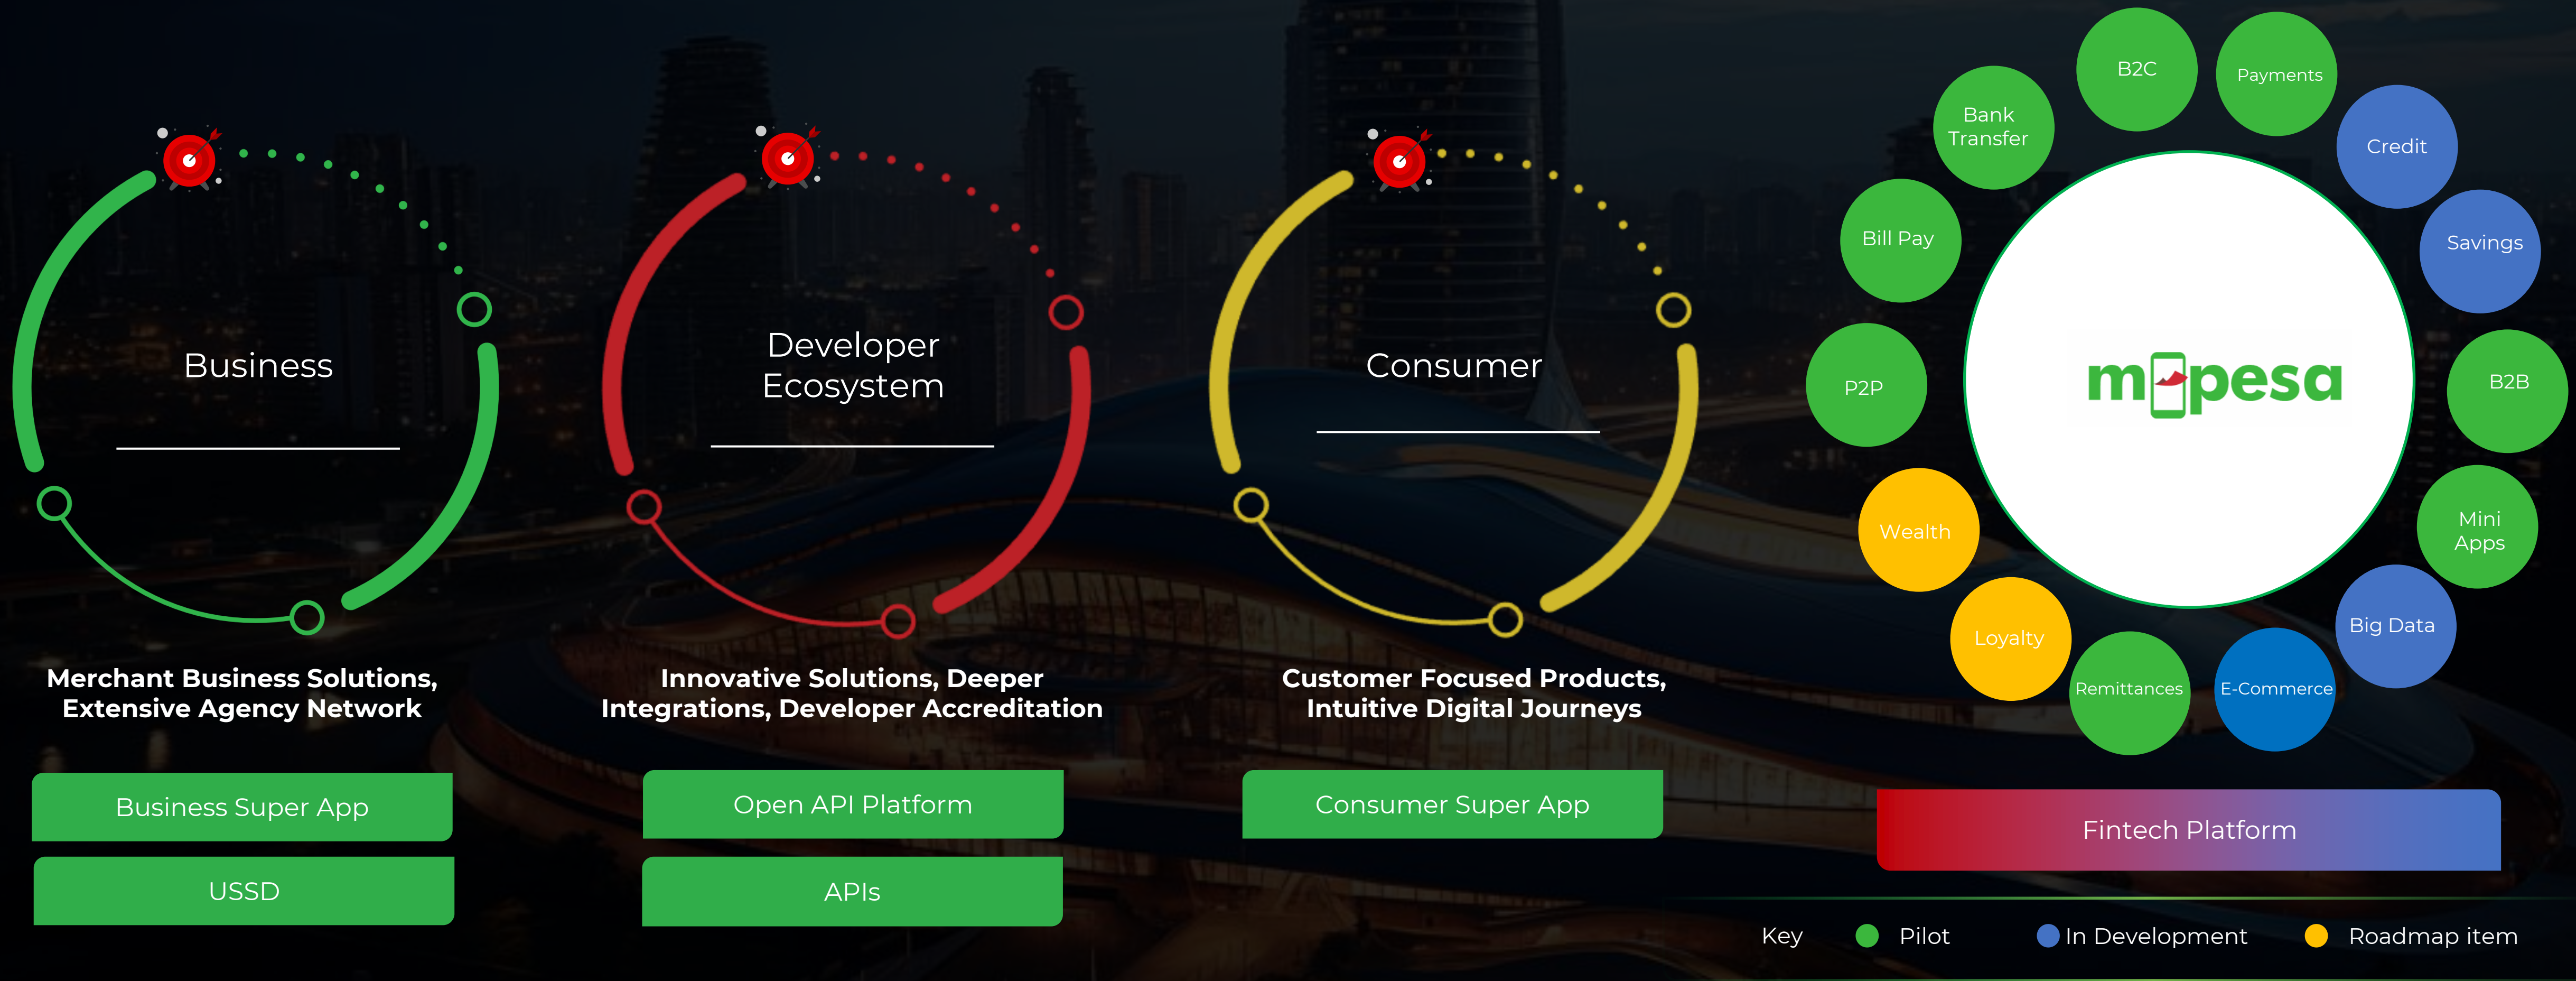 Business
Merchant Business Solutions,
Extensive Agency Network
Business Super App
USSD
Developer
Ecosystem
Innovative Solutions, Deeper
Integrations, Developer Accreditation
Open API Platform
APIs
Consumer
Customer Focused Products,
Intuitive Digital Journeys
Consumer Super App
B2C
Payments
Credit
Savings
B2B
Mini
Apps
Big Data
E-Commerce
Remittances
Loyalty
Wealth
P2P
Bill Pay
Bank
Transfer
m pesa
Fintech Platform
Key
Pilot
In Development
Roadmap item